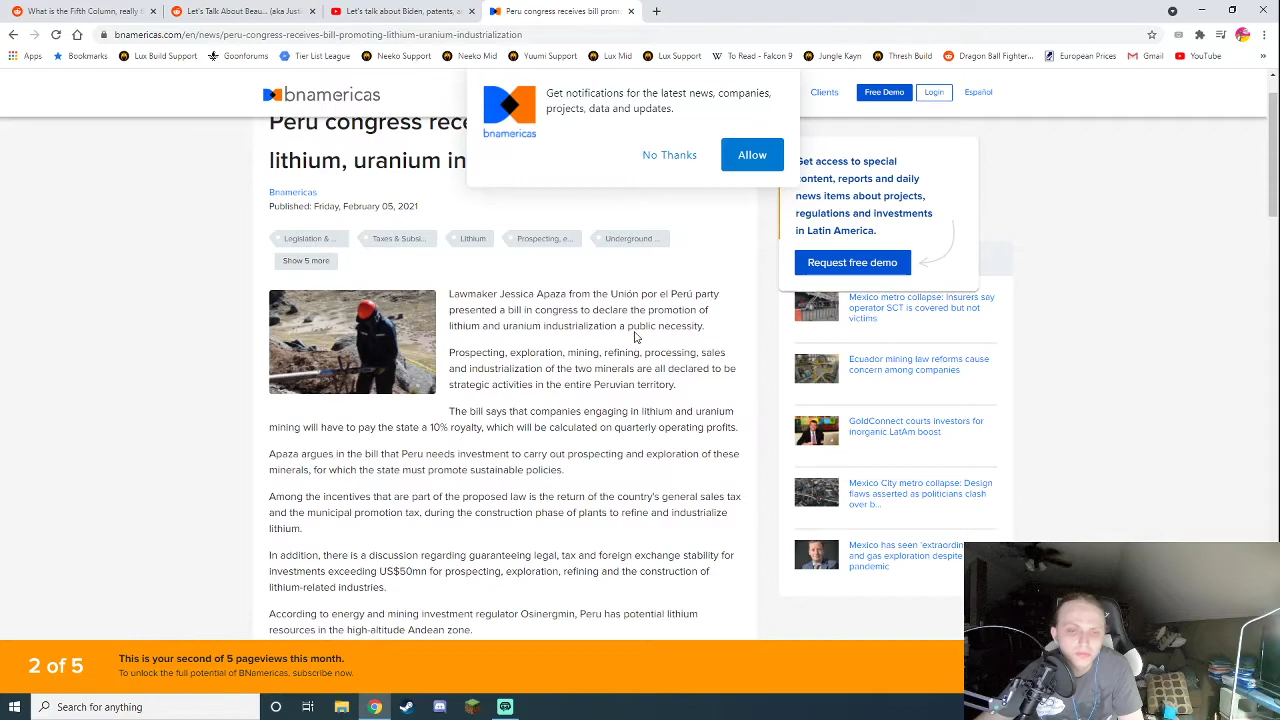 What is the Fifth Column, really
Let's Talk About Beau... (aka Just
Let's talk about Biden, patents, a
Peru congress receives bill prom
bnamericas.com/en/news/peru-congress-receives-bill-promoting-lithium-uranium-industrialization
Apps
Bookmarks
Lux Build Support
Goonforums
Tier List League
Neeko Build Support
Neeko Mid
Yuumi Support
Lux Mid
To Read - Falcon 9
Jungle Kayn
Thresh Build
Dragon Ball Fighter...
European Prices
Gmail
YouTube
»
bnamericas
Clients
Free Demo
Login
Español
bnamericas
Get notifications for the latest news, companies,
projects, data and updates.
No Thanks
Allow
Peru congress rece
lithium, uranium in
Bnamericas
Published: Friday, February 05, 2021
Legislation & ...
Taxes & Subsi...
Lithium
Prospecting, e...
Underground ...
Show 5 more
Lawmaker Jessica Apaza from the Unión por el Perú party
presented a bill in congress to declare the promotion of
lithium and uranium industrialization a public necessity.
Prospecting, exploration, mining, refining, processing, sales
and industrialization of the two minerals are all declared to be
strategic activities in the entire Peruvian territory.
The bill says that companies engaging in lithium and uranium
mining will have to pay the state a 10% royalty, which will be calculated on quarterly operating profits.
Apaza argues in the bill that Peru needs investment to carry out prospecting and exploration of these
minerals, for which the state must promote sustainable policies.
Among the incentives that are part of the proposed law is the return of the country's general sales tax
and the municipal promotion tax, during the construction phase of plants to refine and industrialize
lithium.
In addition, there is a discussion regarding guaranteeing legal, tax and foreign exchange stability for
investments exceeding US$50mn for prospecting, exploration, refining and the construction of
lithium-related industries.
According to energy and mining investment regulator Osinergmin, Peru has potential lithium
resources in the high-altitude Andean zone.
Get access to special
content, reports and daily
news items about projects,
regulations and investments
in Latin America.
Request free demo
Mexico metro collapse: Insurers say
operator SCT is covered but not
victims
Ecuador mining law reforms cause
concern among companies
GoldConnect courts investors for
inorganic LatAm boost
Mexico City metro collapse: Design
flaws asserted as politicians clash
over b...
Mexico has seen 'extraordin
and gas exploration despite
pandemic
2 of 5
This is your second of 5 pageviews this month.
To unlock the full potential of BNamericas, subscribe now.
Search for anything